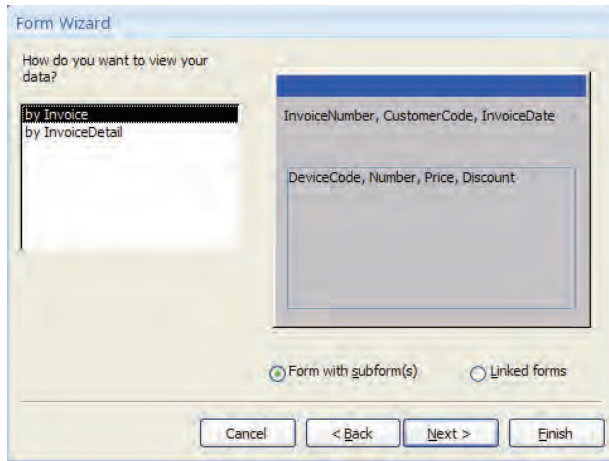 Form Wizard
How do you want to view your
data?
by Invoice
by InvoiceDetail
InvoiceNumber, CustomerCode, InvoiceDate
DeviceCode, Number, Price, Discount
Form with subform(s)
Linked forms
Cancel
< Back
Next >
Finish